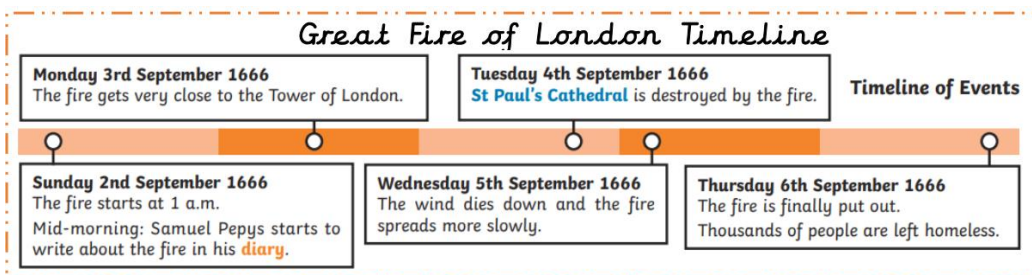 Great Fire of London Timeline
Monday 3rd September 1666
The fire gets very close to the Tower of London.
Tuesday 4th September 1666
St Paul's Cathedral is destroyed by the fire.
Timeline of Events
Sunday 2nd September 1666
The fire starts at 1 a.m.
Mid-morning: Samuel Pepys starts to
write about the fire in his diary.
Wednesday 5th September 1666
The wind dies down and the fire
spreads more slowly.
Thursday 6th September 1666
The fire is finally put out.
Thousands of people are left homeless.